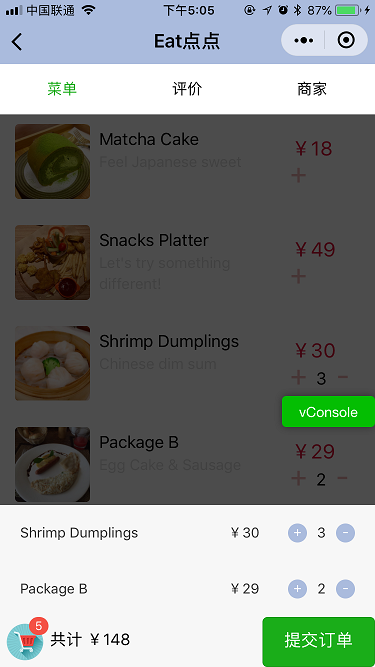 中国联通 下午5:05 87%
Eat点点
菜单 评价 商家
Matcha Cake
Feel Japanese sweet
￥18
+
Snacks Platter
Let's try something
different!
￥49
+
Shrimp Dumplings
Chinese dim sum
￥30
+ 3 −
vConsole
Package B
Egg Cake & Sausage
￥29
+ 2 −
Shrimp Dumplings ￥30 + 3 −
Package B ￥29 + 2 −
5
共计 ￥148
提交订单